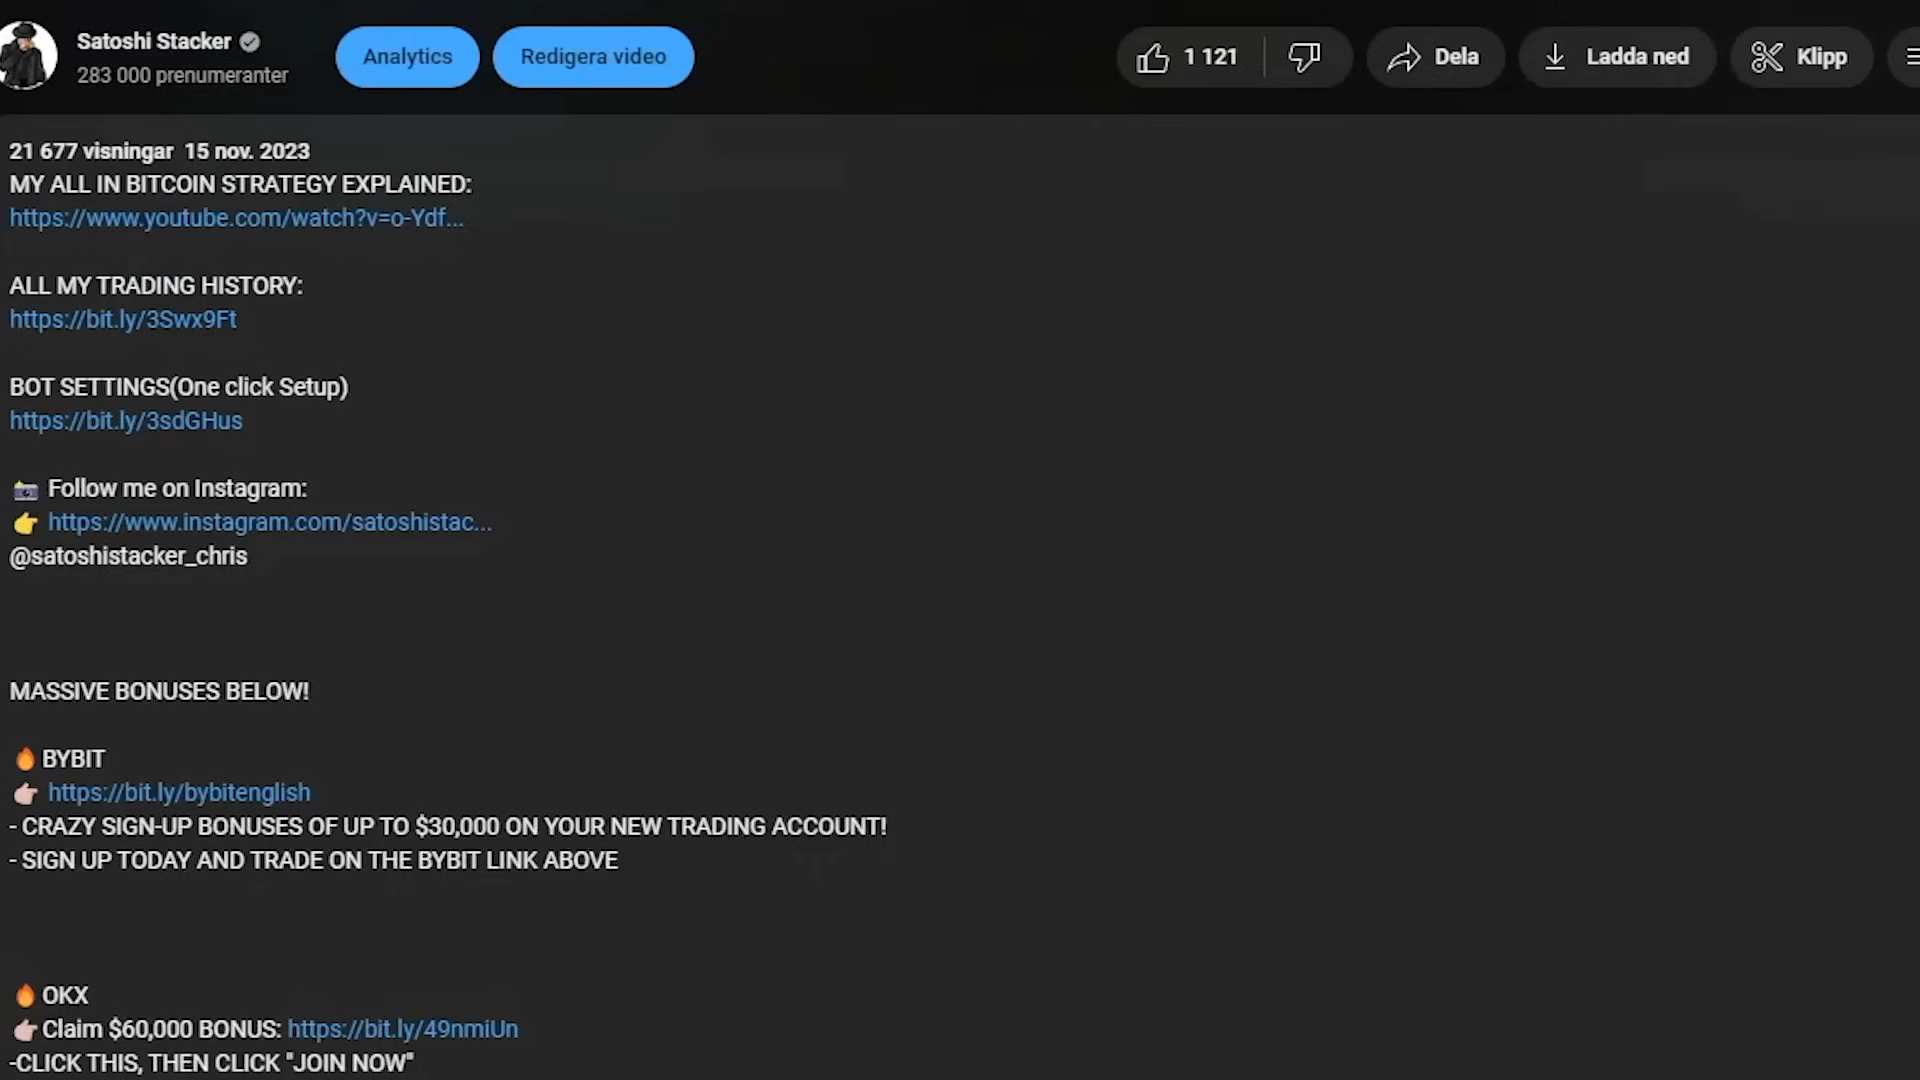 Satoshi Stacker
283 000 prenumeranter
Analytics
Redigera video
1 121
Dela
Ladda ned
Klipp
21 677 visningar 15 nov. 2023
MY ALL IN BITCOIN STRATEGY EXPLAINED:
https://www.youtube.com/watch?v=o-Ydf...
ALL MY TRADING HISTORY:
https://bit.ly/3Swx9Ft
BOT SETTINGS(One click Setup)
https://bit.ly/3sdGHus
📷 Follow me on Instagram:
👉 https://www.instagram.com/satoshistac...
@satoshistacker_chris
MASSIVE BONUSES BELOW!
🔥BYBIT
👉🏻 https://bit.ly/bybitenglish
- CRAZY SIGN-UP BONUSES OF UP TO $30,000 ON YOUR NEW TRADING ACCOUNT!
- SIGN UP TODAY AND TRADE ON THE BYBIT LINK ABOVE
🔥OKX
👉🏻Claim $60,000 BONUS: https://bit.ly/49nmiUn
-CLICK THIS, THEN CLICK "JOIN NOW"